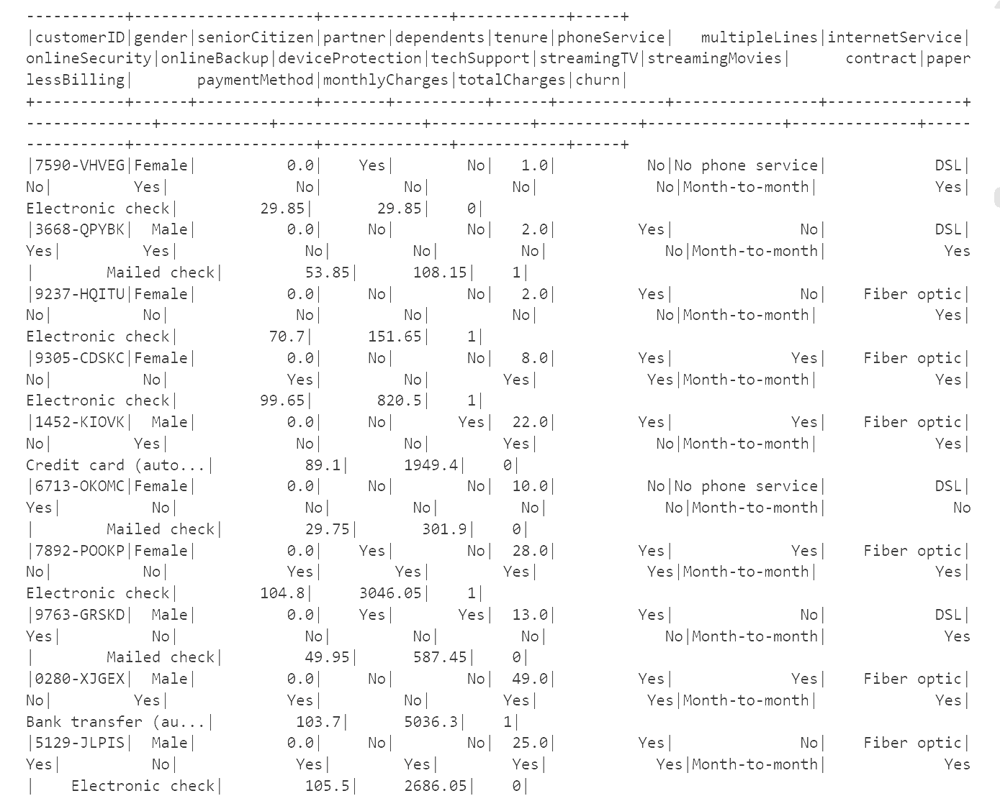 -----------+--------------------+--------------+------------+-----+
|customerID|gender|seniorCitizen|partner|dependents|tenure|phoneService|   multipleLines|internetService|
onlineSecurity|onlineBackup|deviceProtection|techSupport|streamingTV|streamingMovies|      contract|paper
lessBilling|       paymentMethod|monthlyCharges|totalCharges|churn|
+----------+------+-------------+-------+----------+------+------------+----------------+---------------+
--------------+------------+----------------+-----------+-----------+---------------+--------------+-----
-----------+--------------------+--------------+------------+-----+
|7590-VHVEG|Female|          0.0|    Yes|        No|   1.0|          No|No phone service|            DSL|
No|         Yes|              No|         No|         No|             No|Month-to-month|             Yes|
Electronic check|         29.85|       29.85|    0|
|3668-QPYBK|  Male|          0.0|     No|        No|   2.0|         Yes|              No|            DSL|
Yes|         Yes|              No|         No|         No|             No|Month-to-month|             Yes
|        Mailed check|         53.85|      108.15|    1|
|9237-HQITU|Female|          0.0|     No|        No|   2.0|         Yes|              No|    Fiber optic|
No|          No|              No|         No|         No|             No|Month-to-month|             Yes|
Electronic check|          70.7|      151.65|    1|
|9305-CDSKC|Female|          0.0|     No|        No|   8.0|         Yes|             Yes|    Fiber optic|
No|          No|             Yes|         No|        Yes|            Yes|Month-to-month|             Yes|
Electronic check|         99.65|       820.5|    1|
|1452-KIOVK|  Male|          0.0|     No|       Yes|  22.0|         Yes|             Yes|    Fiber optic|
No|         Yes|              No|         No|        Yes|             No|Month-to-month|             Yes|
Credit card (auto...|          89.1|      1949.4|    0|
|6713-OKOMC|Female|          0.0|     No|        No|  10.0|          No|No phone service|            DSL|
Yes|          No|              No|         No|         No|             No|Month-to-month|              No
|        Mailed check|         29.75|       301.9|    0|
|7892-POOKP|Female|          0.0|    Yes|        No|  28.0|         Yes|             Yes|    Fiber optic|
No|          No|             Yes|        Yes|        Yes|            Yes|Month-to-month|             Yes|
Electronic check|         104.8|     3046.05|    1|
|9763-GRSKD|  Male|          0.0|    Yes|       Yes|  13.0|         Yes|              No|            DSL|
Yes|          No|              No|         No|         No|             No|Month-to-month|             Yes
|        Mailed check|         49.95|      587.45|    0|
|0280-XJGEX|  Male|          0.0|     No|        No|  49.0|         Yes|             Yes|    Fiber optic|
No|         Yes|             Yes|         No|        Yes|            Yes|Month-to-month|             Yes|
Bank transfer (au...|         103.7|      5036.3|    1|
|5129-JLPIS|  Male|          0.0|     No|        No|  25.0|         Yes|              No|    Fiber optic|
Yes|          No|             Yes|        Yes|        Yes|            Yes|Month-to-month|             Yes
|    Electronic check|         105.5|     2686.05|    0|